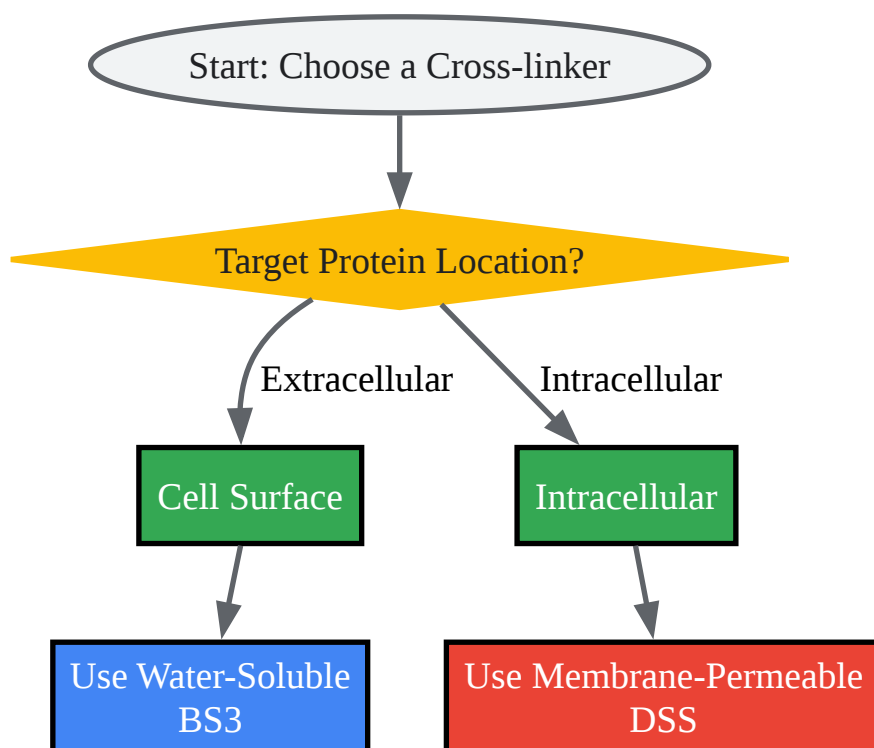 Start: Choose a Cross-linker
Target Protein Location?
Extracellular
Intracellular
Cell Surface
Intracellular
Use Water-Soluble
BS3
Use Membrane-Permeable
DSS